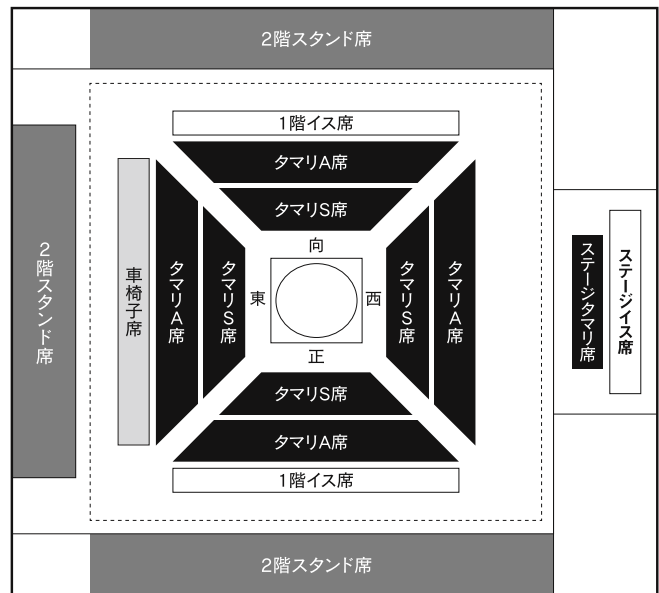 2階スタンド席
1階イス席
タマリA席
タマリS席
向
2階スタンド席
車椅子席
タマリA席
タマリS席
東
西
タマリS席
タマリA席
ステージタマリ席
ステージイス席
正
タマリS席
タマリA席
1階イス席
2階スタンド席